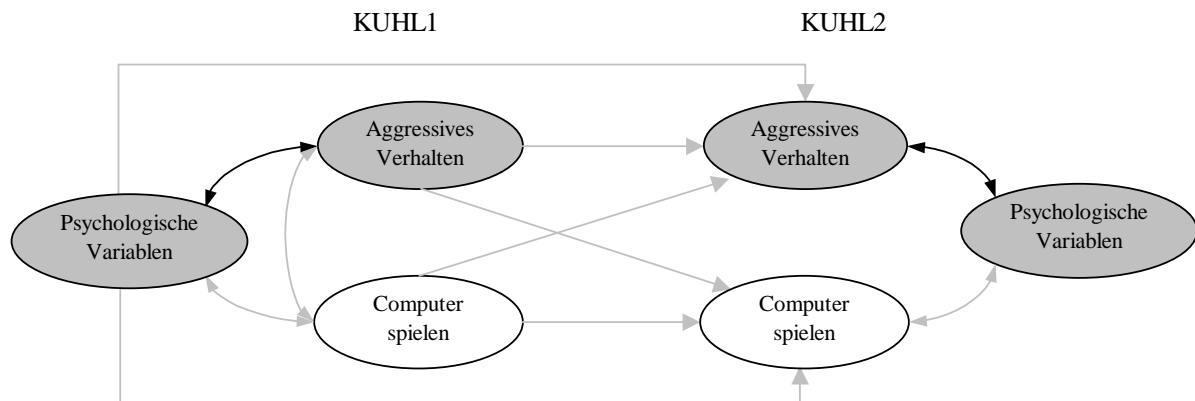 KUHL1
KUHL2
Aggressives
Verhalten
Aggressives
Verhalten
Psychologische
Variablen
Psychologische
Variablen
Computer
spielen
Computer
spielen